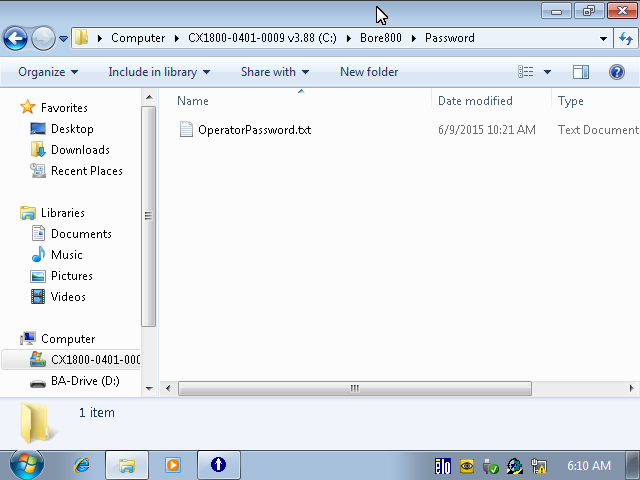 Computer CX1800-0401-0009 v3.88 (C:) Bore800 Password
Organize Include in library Share with New folder
Name Date modified Type
OperatorPassword.txt 6/9/2015 10:21 AM Text Document
Favorites
Desktop
Downloads
Recent Places
Libraries
Documents
Music
Pictures
Videos
Computer
CX1800-0401-000
BA-Drive (D:)
1 item
elo 6:10 AM